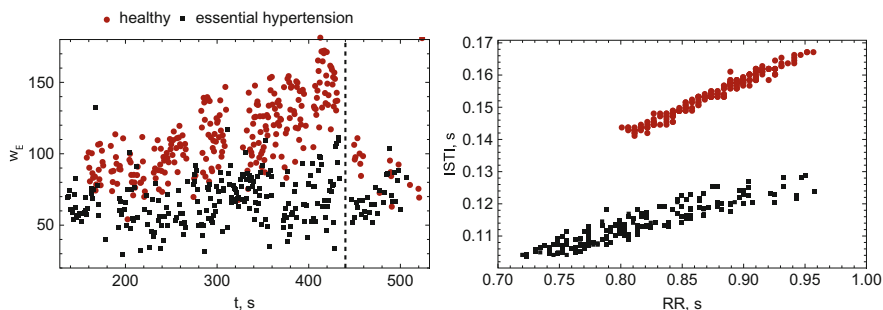 healthy essential hypertension
150
100
50
w_E
200 300 400 500
t, s
0.17
0.16
0.15
0.14
0.13
0.12
0.11
ISTI, s
0.70 0.75 0.80 0.85 0.90 0.95 1.00
RR, s